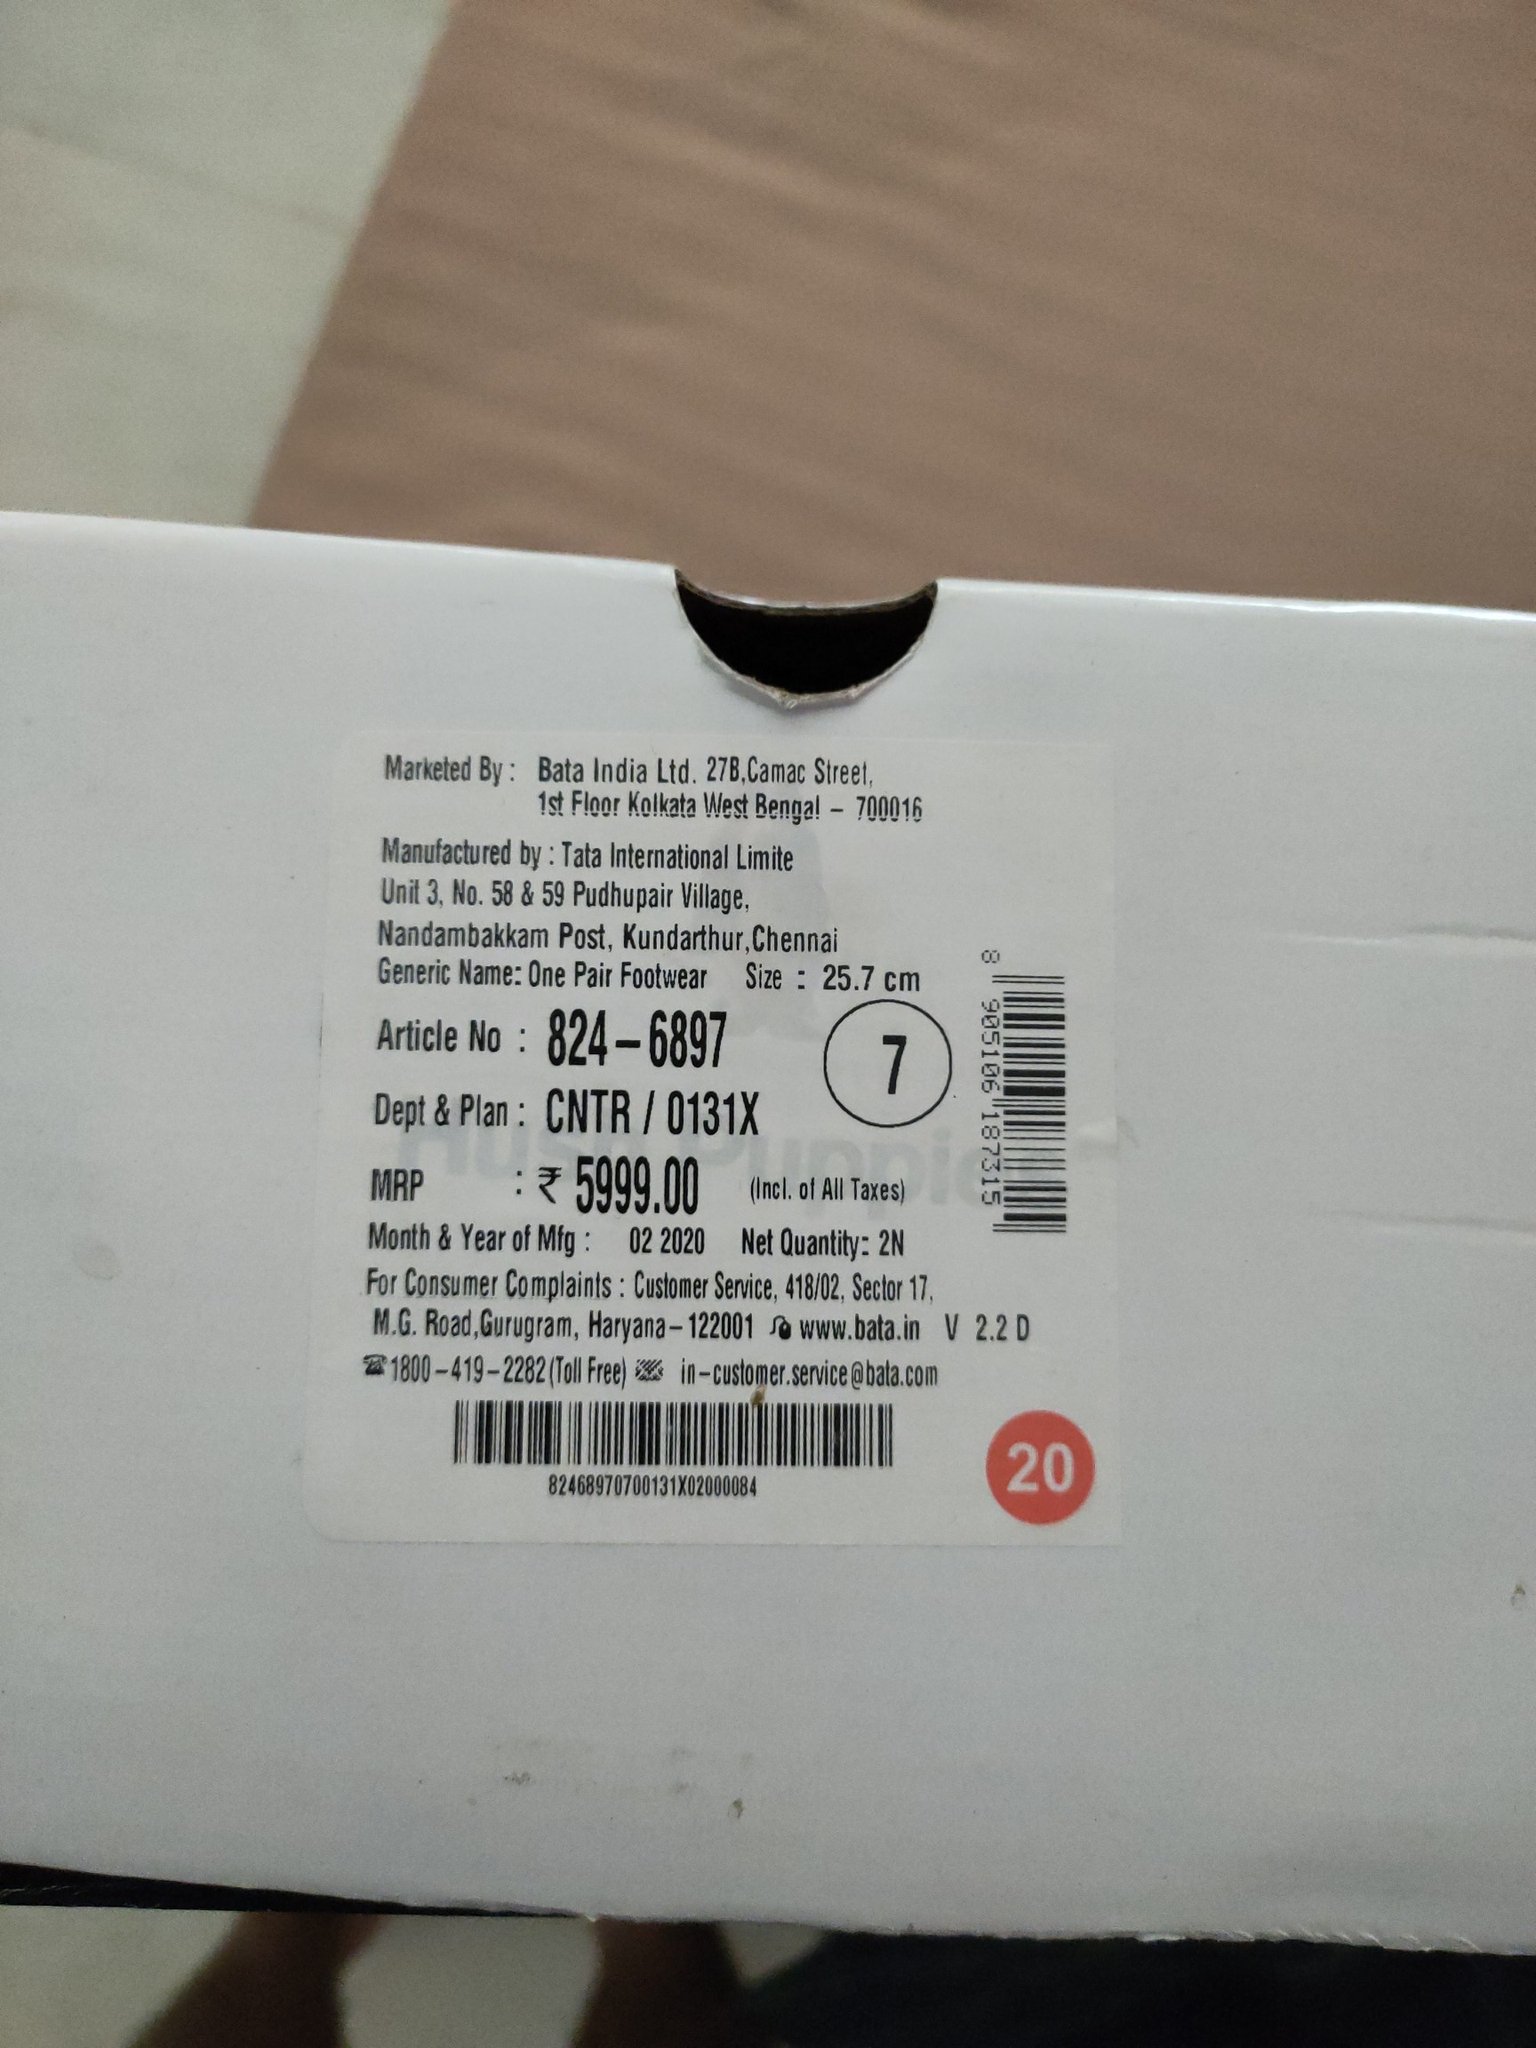 Marketed By : Bata India Ltd. 27B,Camac Street,
1st Floor Kolkata West Bengal – 700016
Manufactured by : Tata International Limite
Unit 3, No. 58 & 59 Pudhupair Village,
Nandambakkam Post, Kundarthur,Chennai
Generic Name: One Pair Footwear Size : 25.7 cm
Article No : 824–6897
7
Dept & Plan : CNTR / 0131X
MRP : ₹ 5999.00 (Incl. of All Taxes)
Month & Year of Mfg : 02 2020 Net Quantity: 2N
For Consumer Complaints : Customer Service, 418/02, Sector 17,
M.G. Road,Gurugram, Haryana–122001 www.bata.in V 2.2 D
☎1800–419–2282(Toll Free) in–customer.service@bata.com
82468970700131X02000084
8 905106 187315
20
Hush Puppies